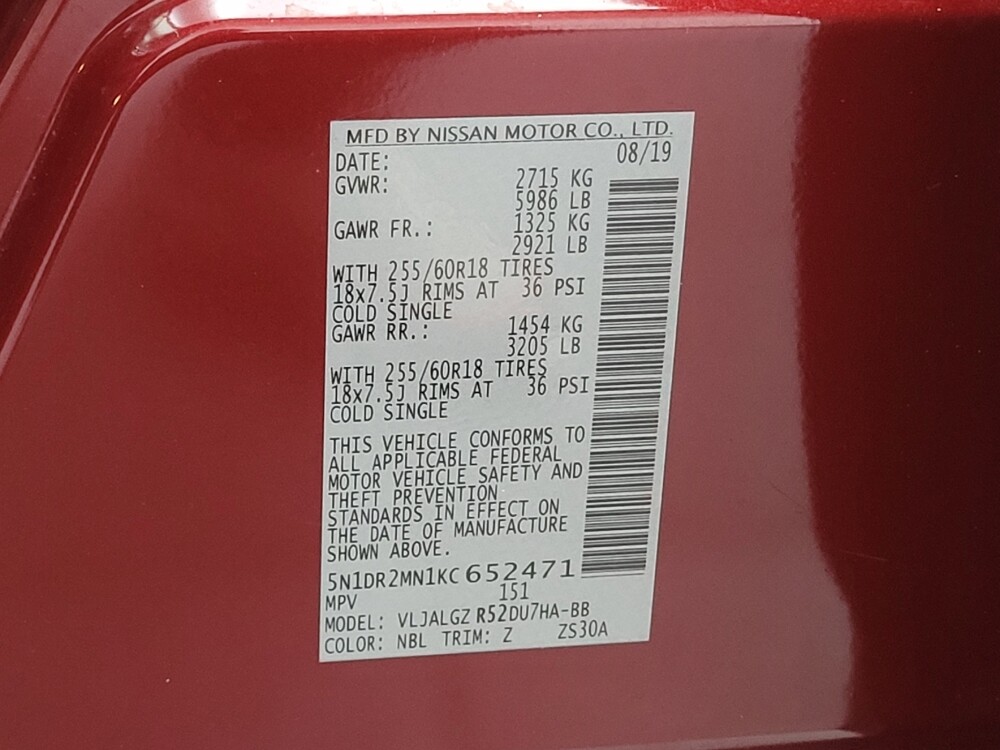 MFD BY NISSAN MOTOR CO., LTD.
DATE: 08/19
GVWR: 2715 KG
5986 LB
GAWR FR.: 1325 KG
2921 LB
WITH 255/60R18 TIRES
18x7.5J RIMS AT 36 PSI
COLD SINGLE
GAWR RR.: 1454 KG
3205 LB
WITH 255/60R18 TIRES
18x7.5J RIMS AT 36 PSI
COLD SINGLE
THIS VEHICLE CONFORMS TO
ALL APPLICABLE FEDERAL
MOTOR VEHICLE SAFETY AND
THEFT PREVENTION
STANDARDS IN EFFECT ON
THE DATE OF MANUFACTURE
SHOWN ABOVE.
5N1DR2MN1KC652471
MPV 151
MODEL: VLJALGZ R52DU7HA-BB
COLOR: NBL TRIM: Z ZS30A